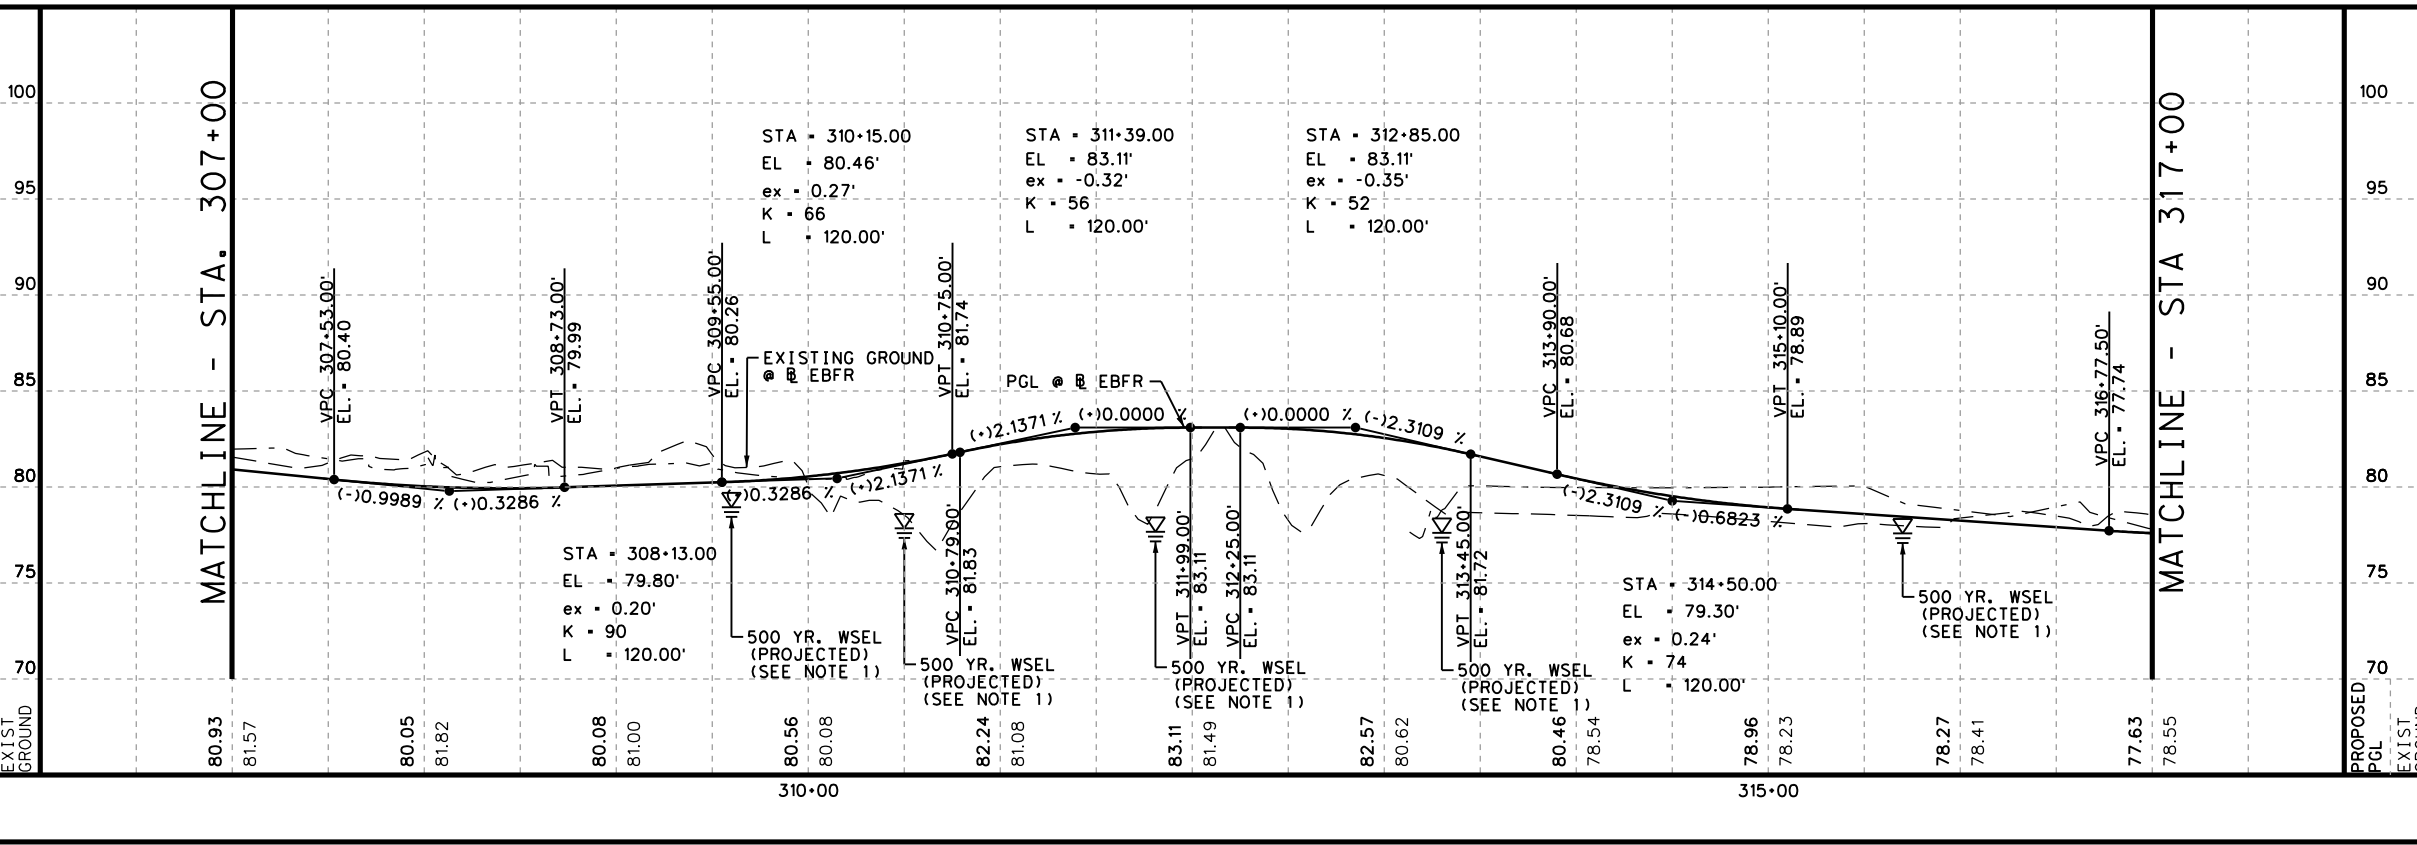 100
95
90
85
80
75
70
EXIST
GROUND
MATCHLINE - STA. 307+00
VPC 307+53.00'
EL. = 80.40
VPT 308+73.00'
EL. = 79.99
(-)0.9989 %
(+)0.3286 %
STA = 308+13.00
EL = 79.80'
ex = 0.20'
K = 90
L = 120.00'
VPC 309+55.00'
EL. = 80.26
STA = 310+15.00
EL = 80.46'
ex = 0.27'
K = 66
L = 120.00'
EXISTING GROUND
@ BL EBFR
(+)0.3286 %
(+)2.1371 %
VPT 310+75.00'
EL. = 81.74
500 YR. WSEL
(PROJECTED)
(SEE NOTE 1)
500 YR. WSEL
(PROJECTED)
(SEE NOTE 1)
VPC 310+79.00'
EL. = 81.83
STA = 311+39.00
EL = 83.11'
ex = -0.32'
K = 56
L = 120.00'
PGL @ BL EBFR
(+)2.1371 %
(+)0.0000 %
VPT 311+99.00'
EL. = 83.11
500 YR. WSEL
(PROJECTED)
(SEE NOTE 1)
VPC 312+25.00'
EL. = 83.11
STA = 312+85.00
EL = 83.11'
ex = -0.35'
K = 52
L = 120.00'
(+)0.0000 %
(-)2.3109 %
VPT 313+45.00'
EL. = 81.72
500 YR. WSEL
(PROJECTED)
(SEE NOTE 1)
VPC 313+90.00'
EL. = 80.68
(-)2.3109 %
(-)0.6823 %
STA = 314+50.00
EL = 79.30'
ex = 0.24'
K = 74
L = 120.00'
VPT 315+10.00'
EL. = 78.89
500 YR. WSEL
(PROJECTED)
(SEE NOTE 1)
VPC 316+77.50'
EL. = 77.74
MATCHLINE - STA 317+00
100
95
90
85
80
75
70
PROPOSED
PGL
EXIST
80.93
81.57
80.05
81.82
80.08
81.00
80.56
80.08
82.24
81.08
83.11
81.49
82.57
80.62
80.46
78.54
78.96
78.23
78.27
78.41
77.63
78.55
310+00
315+00